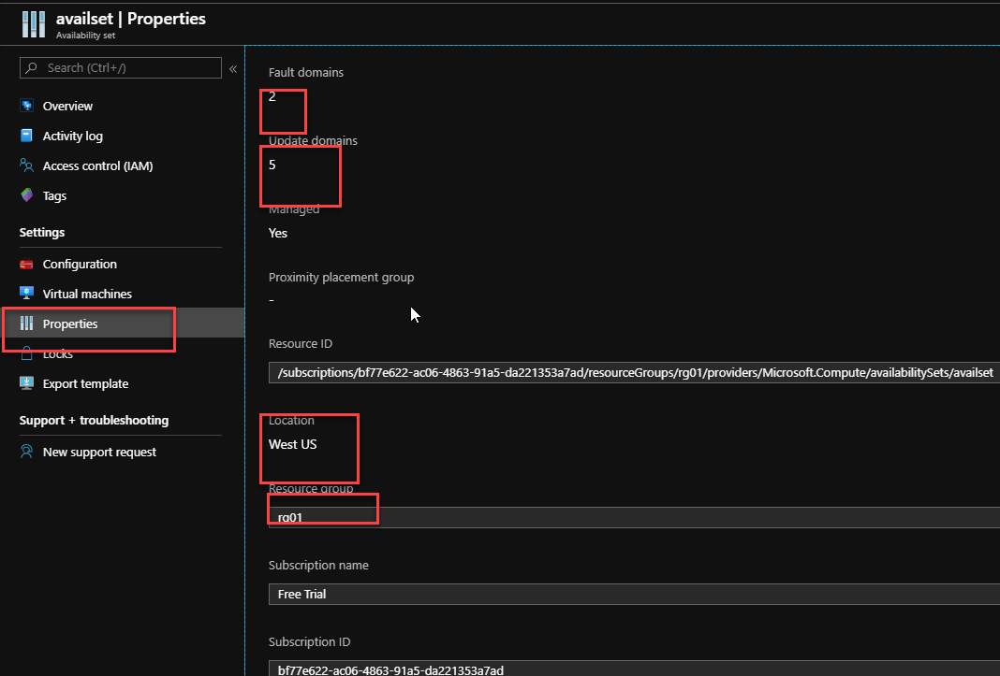 availset | Properties
Availability set
Search (Ctrl+/)
«
Overview
Activity log
Access control (IAM)
Tags
Settings
Configuration
Virtual machines
Properties
Locks
Export template
Support + troubleshooting
New support request
Fault domains
2
Update domains
5
Managed
Yes
Proximity placement group
-
Resource ID
/subscriptions/bf77e622-ac06-4863-91a5-da221353a7ad/resourceGroups/rg01/providers/Microsoft.Compute/availabilitySets/availset
Location
West US
Resource group
rg01
Subscription name
Free Trial
Subscription ID
bf77e622-ac06-4863-91a5-da221353a7ad